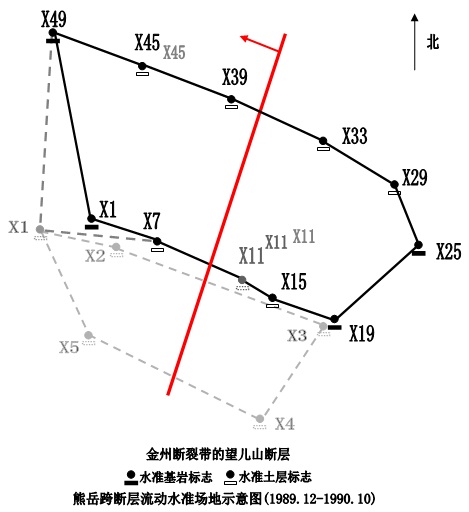 X49
北
X45 X45
X39
X33
X29
X1
X7
X1
X2
X11 X11 X11
X25
X15
X3
X19
X5
X4
金州断裂带的望儿山断层
水准基岩标志 水准土层标志
熊岳跨断层流动水准场地示意图(1989.12-1990.10)